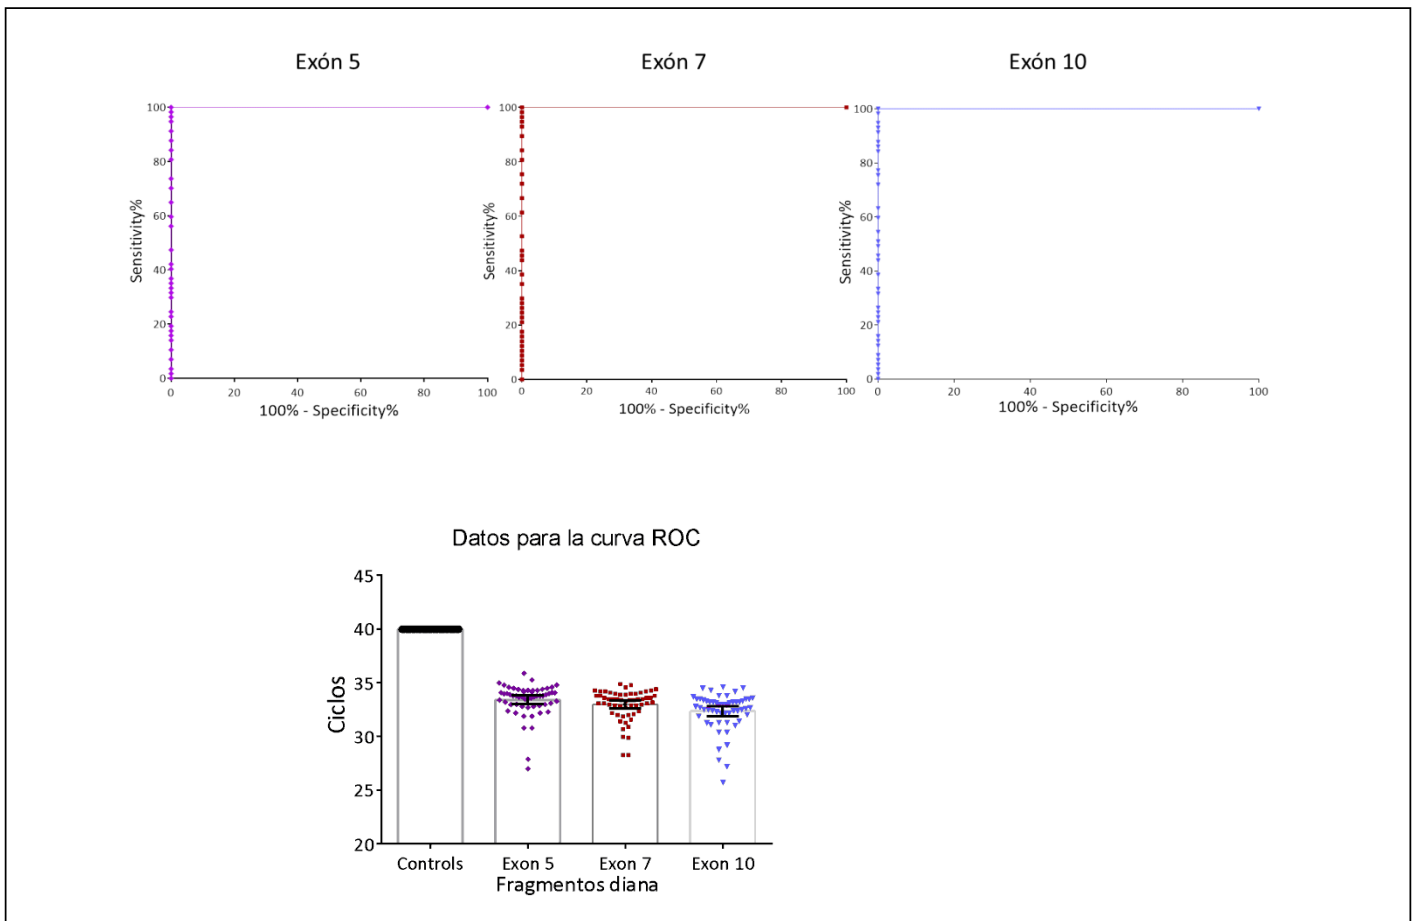 Exón 5
Exón 7
Exón 10
Sensitivity%
100
80
60
40
20
0
0 20 40 60 80 100
100% - Specificity%
Sensitivity%
100
80
60
40
20
0
0 20 40 60 80 100
100% - Specificity%
Sensitivity%
100
80
60
40
20
0
0 20 40 60 80 100
100% - Specificity%
Datos para la curva ROC
Ciclos
45
40
35
30
25
20
Controls Exon 5 Exon 7 Exon 10
Fragmentos diana